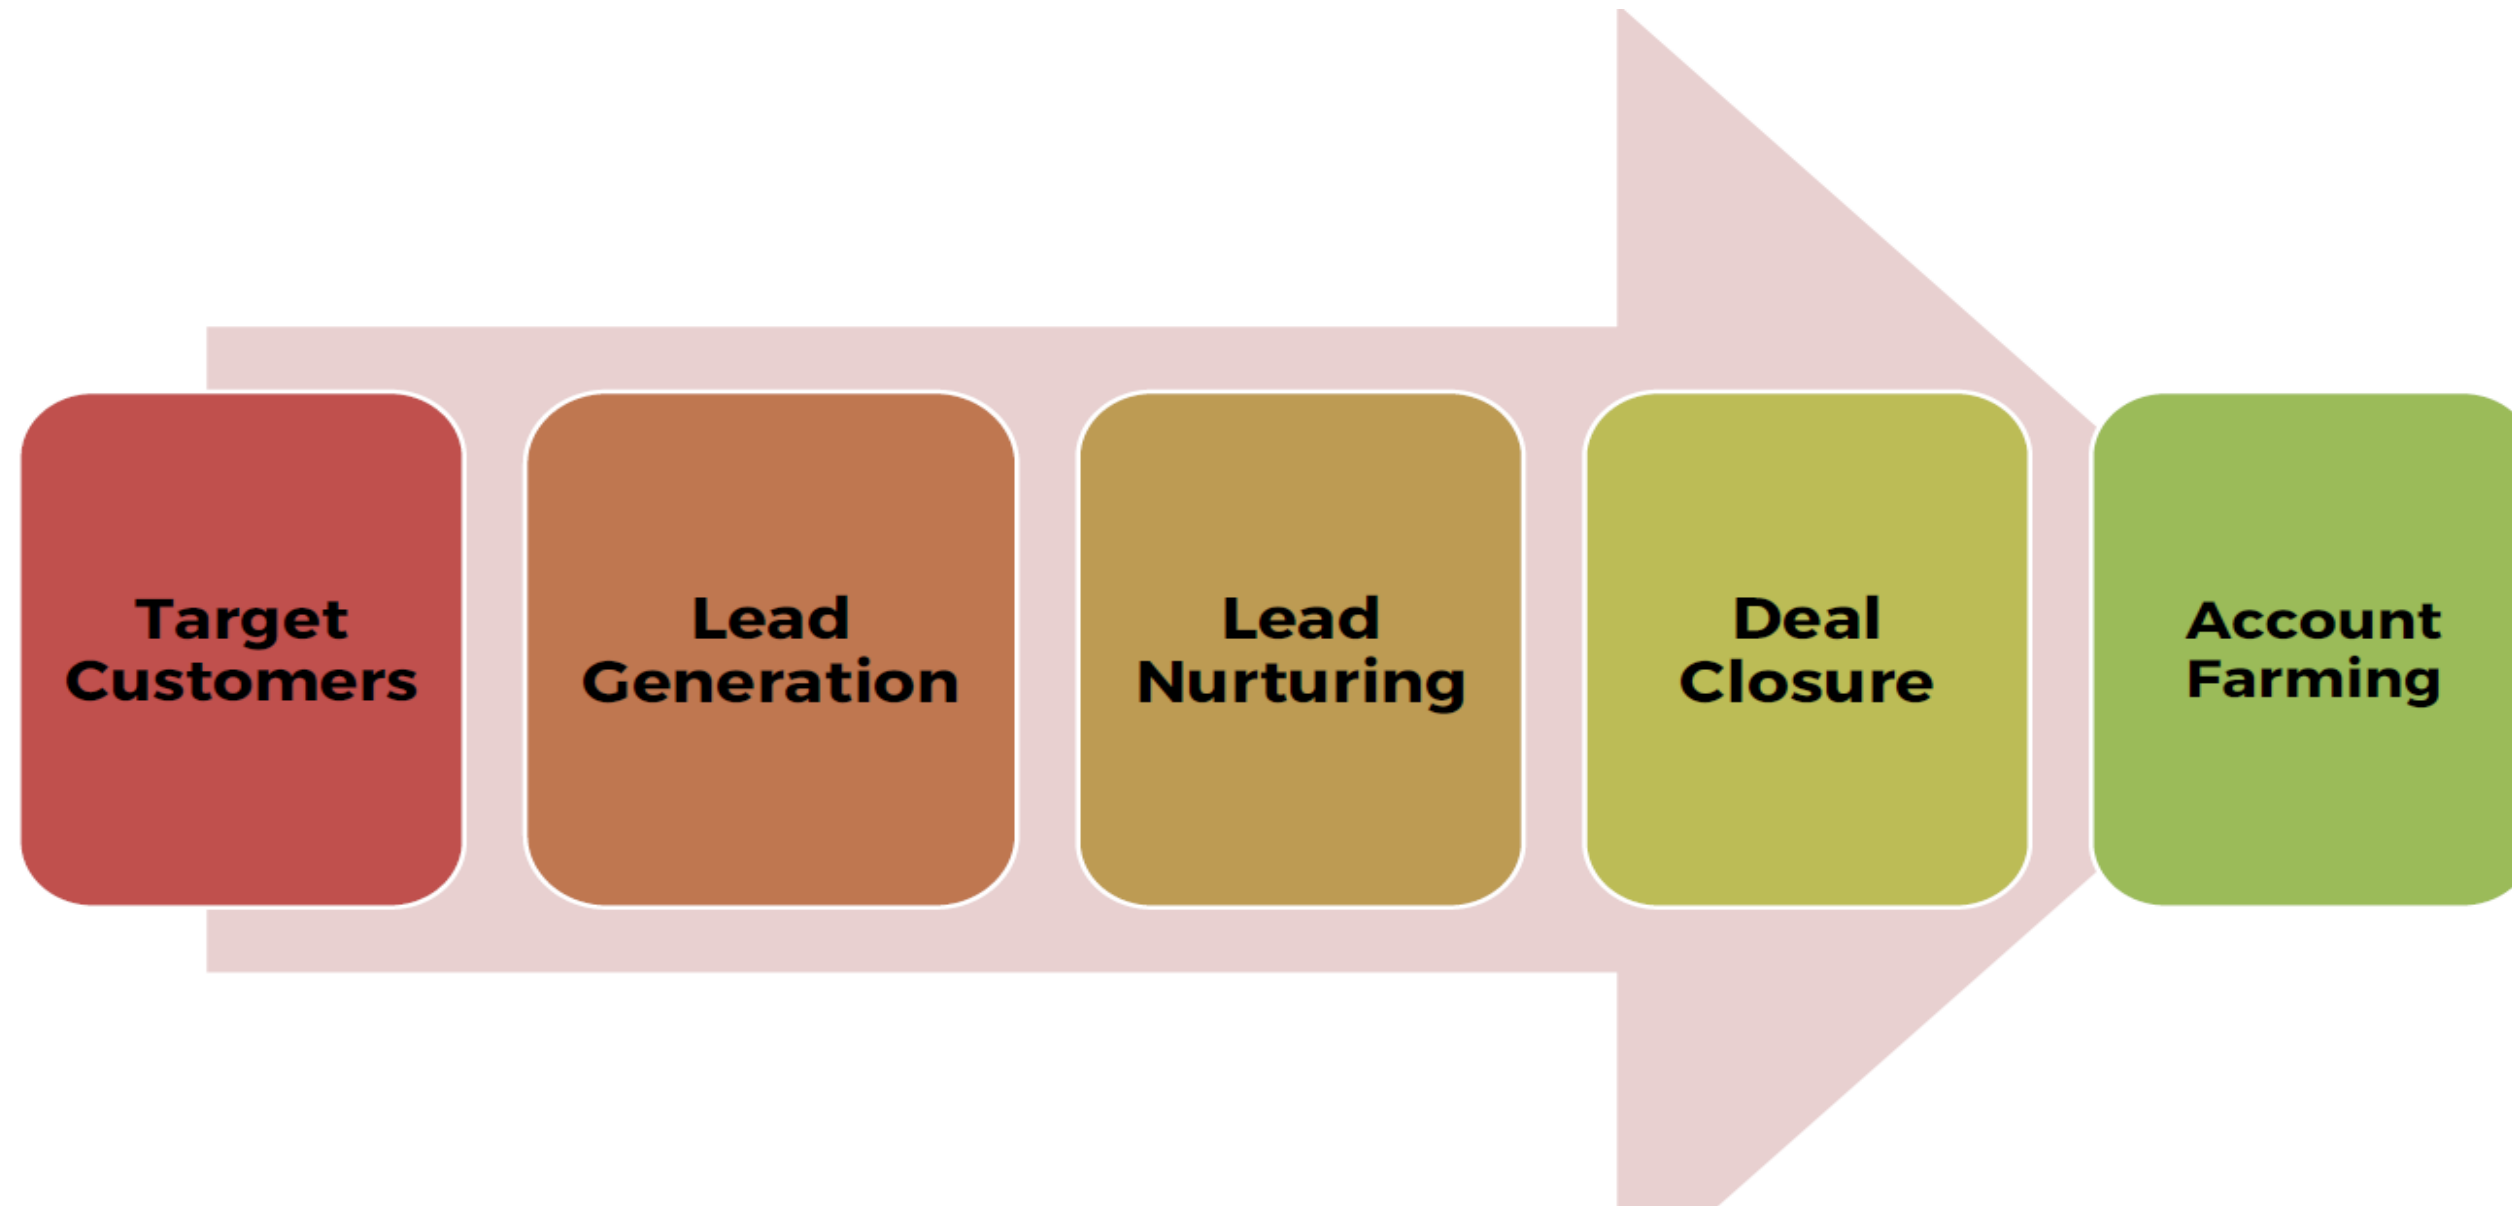 Target
Customers
Lead
Generation
Lead
Nurturing
Deal
Closure
Account
Farming